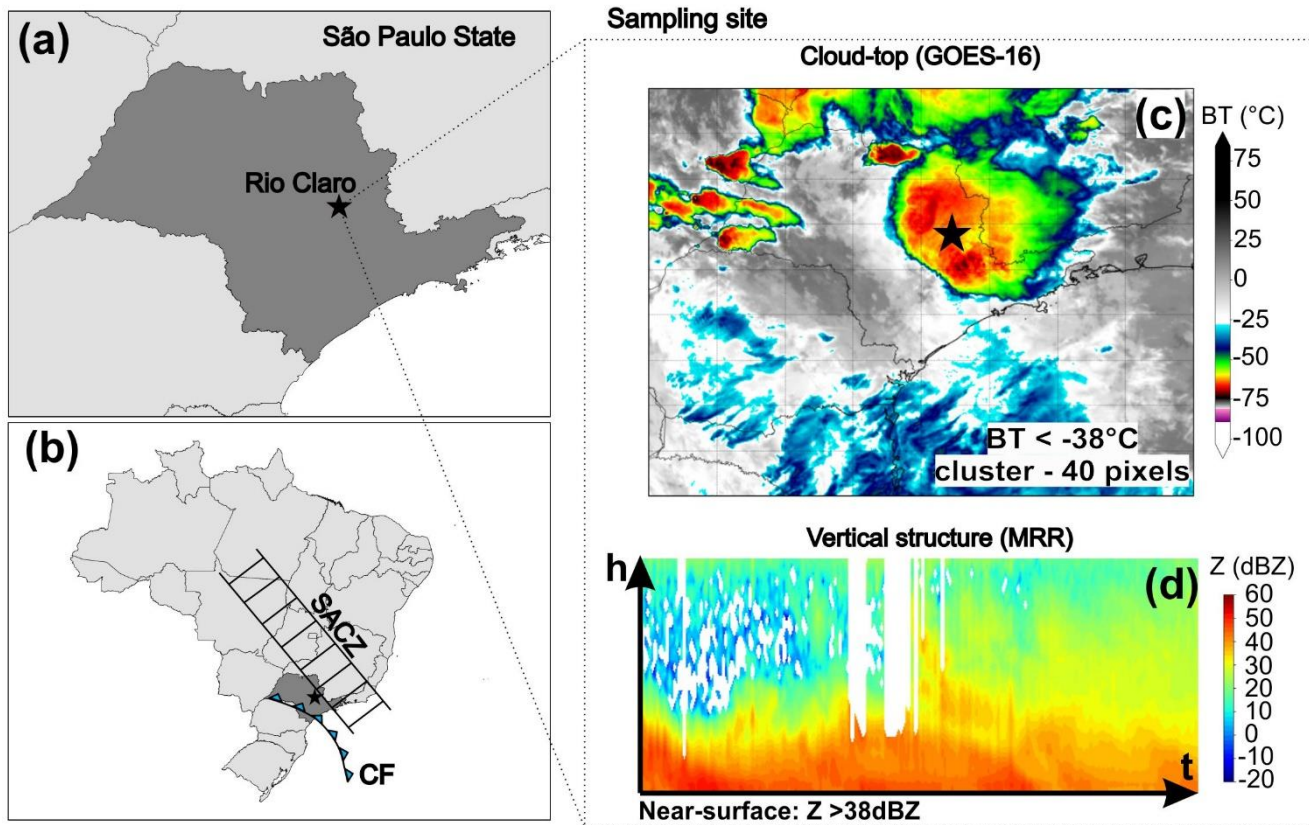 (a)
São Paulo State
Rio Claro
(b)
SACZ
CF
Sampling site
Cloud-top (GOES-16)
(c)
BT (°C)
75
50
25
0
-25
-50
-75
-100
BT < -38°C
cluster - 40 pixels
Vertical structure (MRR)
h
(d)
t
Z (dBZ)
60
50
40
30
20
10
0
-10
-20
Near-surface: Z >38dBZ